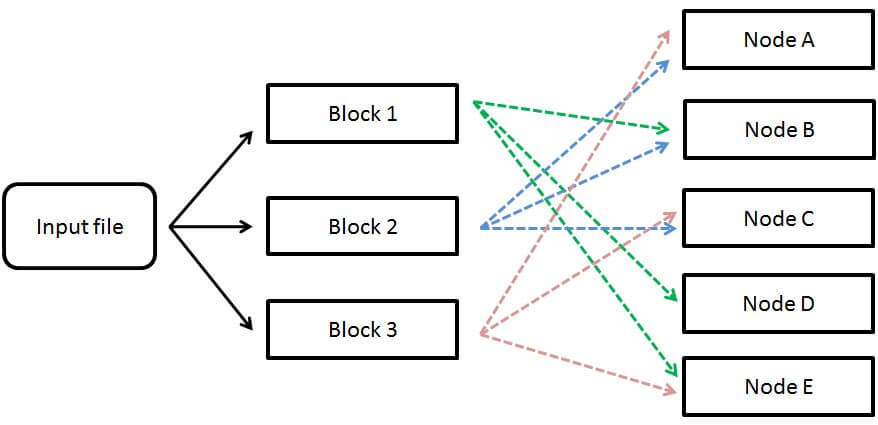 Input file
Block 1
Block 2
Block 3
Node A
Node B
Node C
Node D
Node E